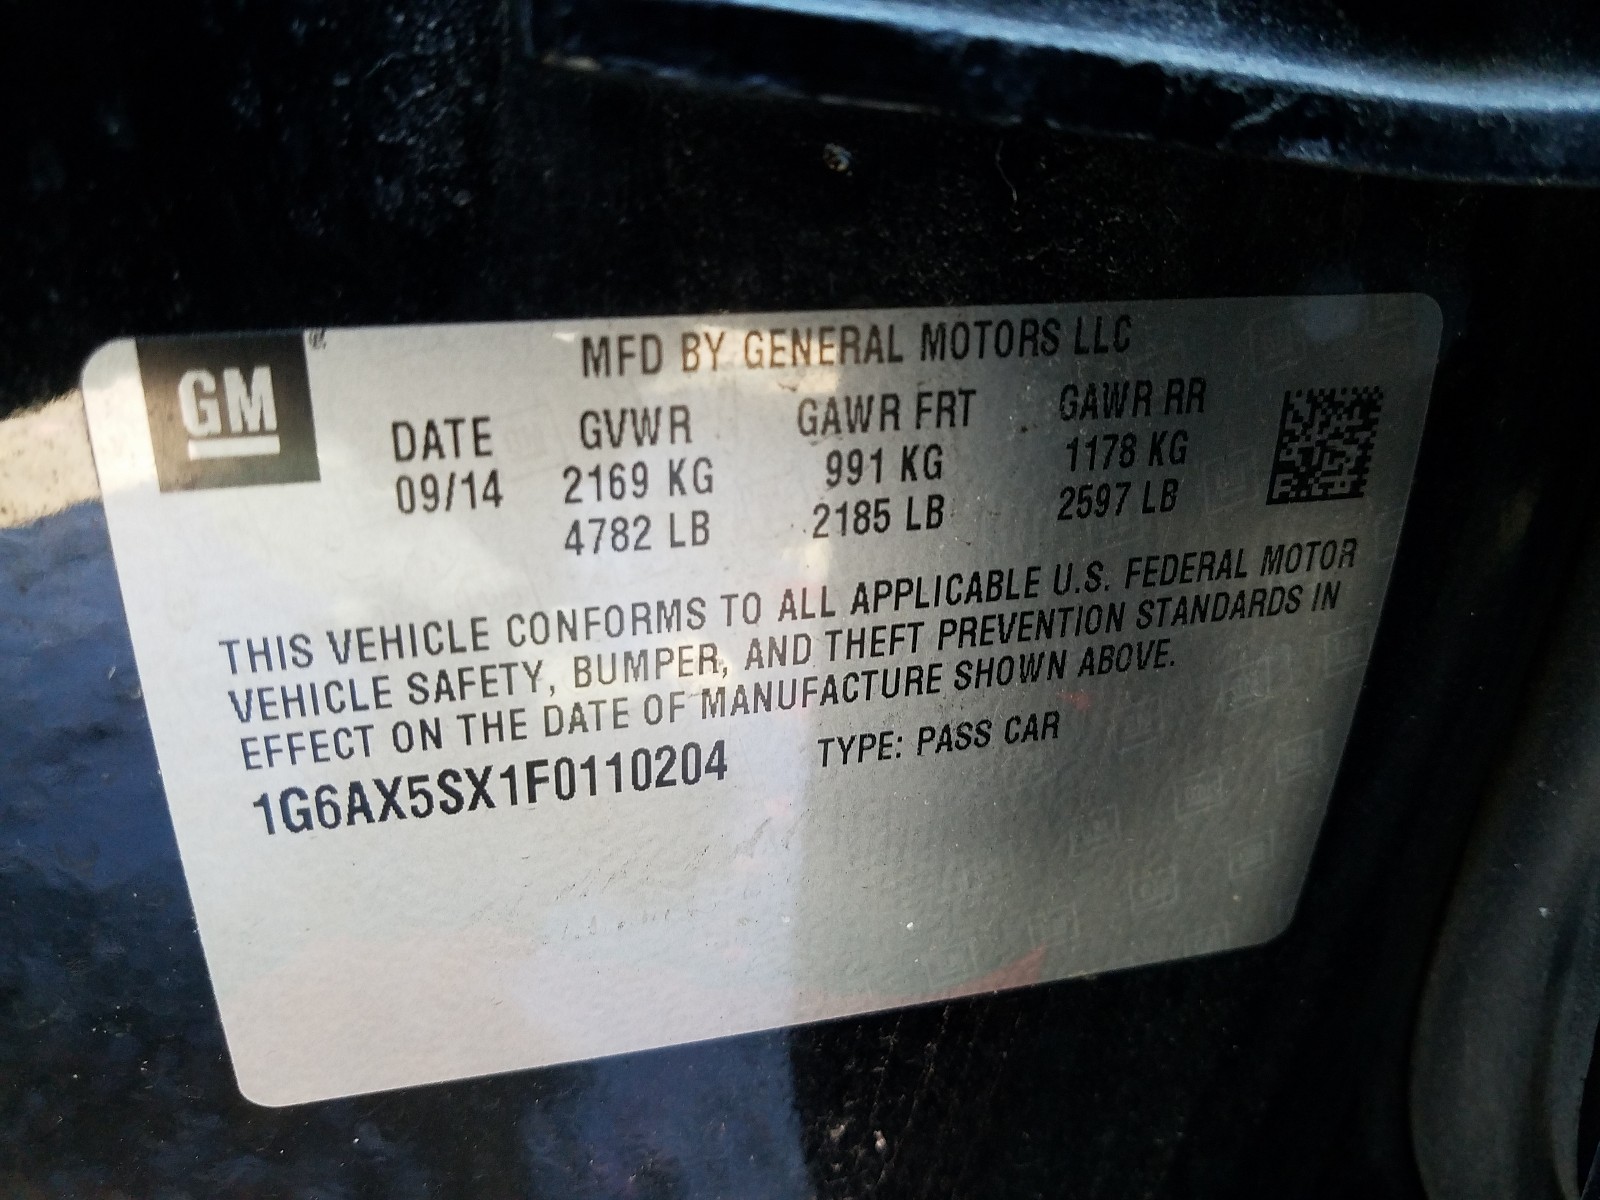 GM
MFD BY GENERAL MOTORS LLC
DATE GVWR GAWR FRT GAWR RR
09/14 2169 KG 991 KG 1178 KG
4782 LB 2185 LB 2597 LB
THIS VEHICLE CONFORMS TO ALL APPLICABLE U.S. FEDERAL MOTOR
VEHICLE SAFETY, BUMPER, AND THEFT PREVENTION STANDARDS IN
EFFECT ON THE DATE OF MANUFACTURE SHOWN ABOVE.
1G6AX5SX1F0110204 TYPE: PASS CAR